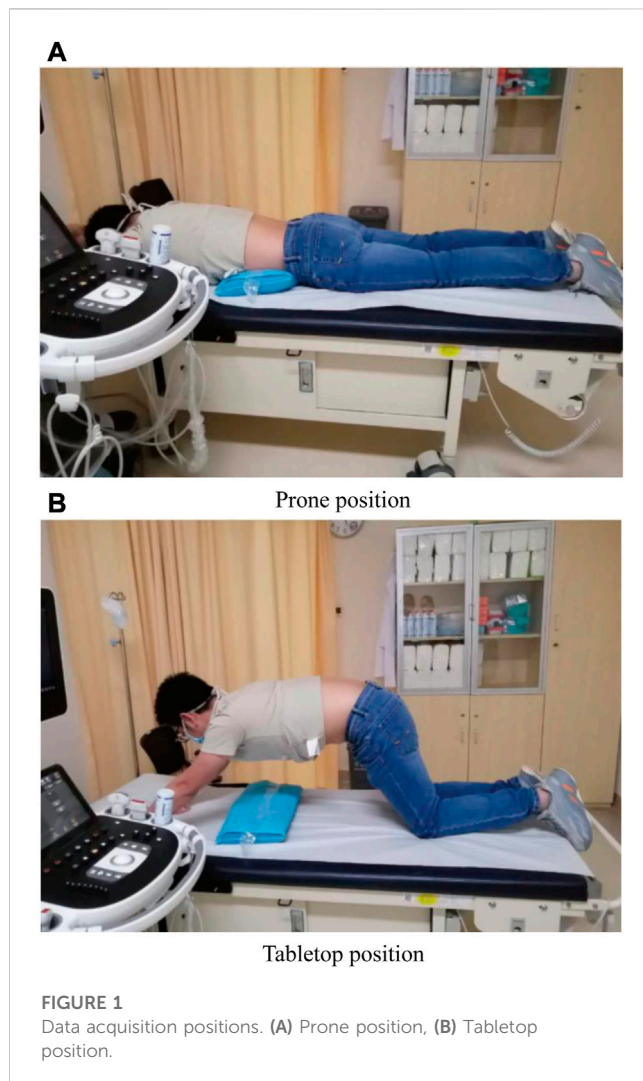 A
Prone position
B
Tabletop position
FIGURE 1
Data acquisition positions. (A) Prone position, (B) Tabletop
position.